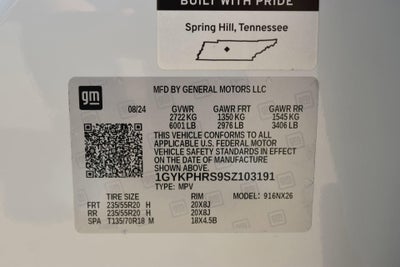 BUILT WITH PRIDE
Spring Hill, Tennessee
gm
MFD BY GENERAL MOTORS LLC
08/24 GVWR GAWR FRT GAWR RR
2722 KG 1350 KG 1545 KG
6001 LB 2976 LB 3406 LB
THIS VEHICLE CONFORMS TO ALL
APPLICABLE U.S. FEDERAL MOTOR
VEHICLE SAFETY STANDARDS IN EFFECT
ON THE DATE OF MANUFACTURE
SHOWN ABOVE.
1GYKPHRS9SZ103191
TYPE: MPV
TIRE SIZE RIM MODEL: 916NX26
FRT 235/55R20 H 20X8J
RR 235/55R20 H 20X8J
SPA T135/70R18 M 18X4.5B